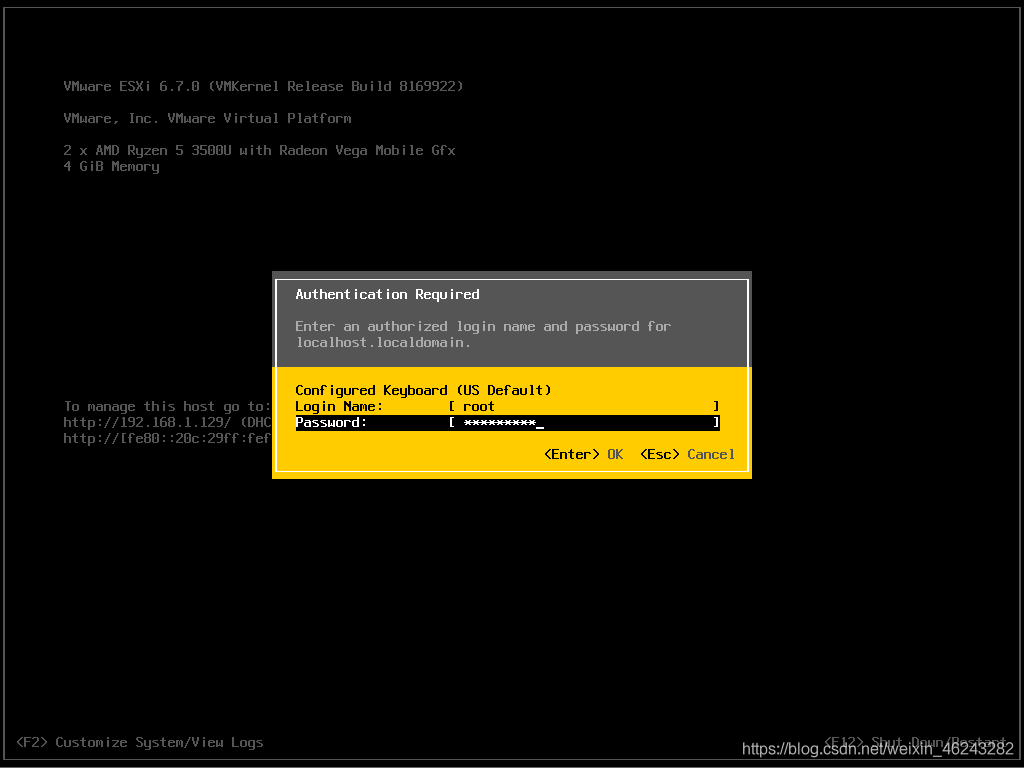 VMware ESXi 6.7.0 (VMKernel Release Build 8169922)
VMware, Inc. VMware Virtual Platform
2 x AMD Ryzen 5 3500U with Radeon Vega Mobile Gfx
4 GiB Memory
Authentication Required
Enter an authorized login name and password for
localhost.localdomain.
Configured Keyboard (US Default)
Login Name: [ root ]
Password: [ *********_ ]
<Enter> OK <Esc> Cancel
To manage this host go to:
http://192.168.1.129/ (DHC
http://[fe80::20c:29ff:fef
<F2> Customize System/View Logs
<F12> Shut Down/Restart
https://blog.csdn.net/weixin_46243282